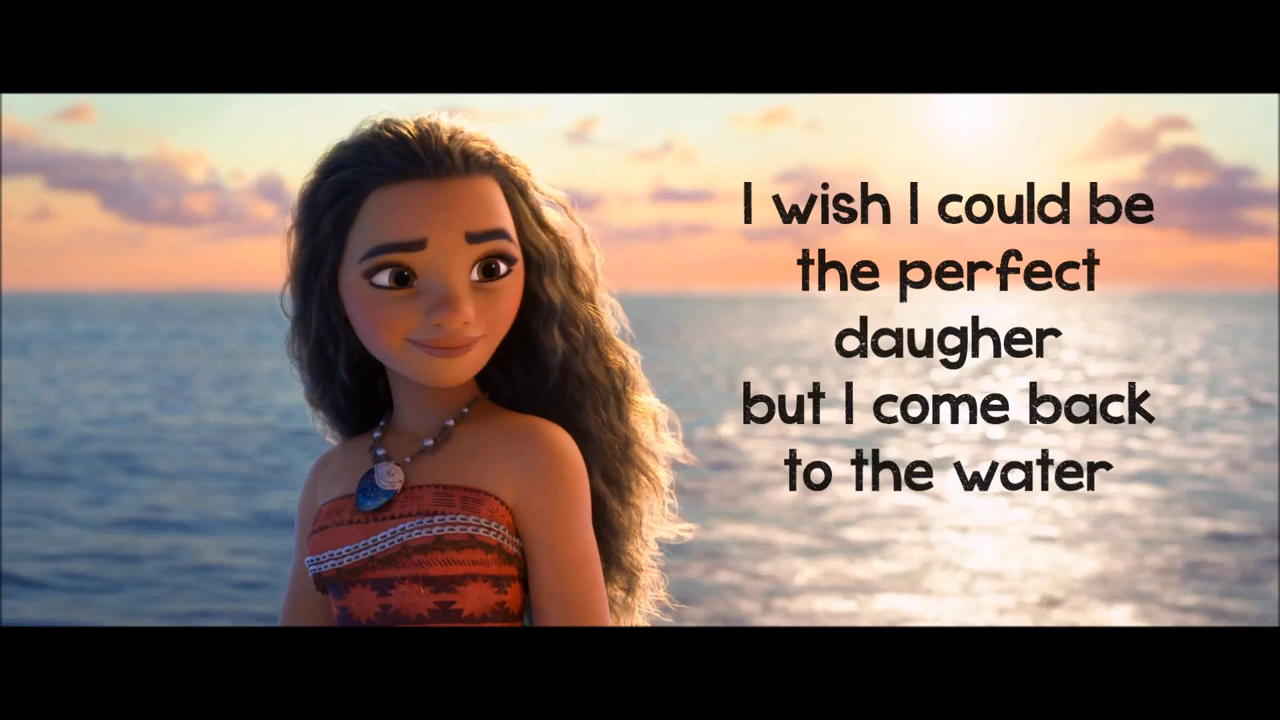 I wish I could be
the perfect
daugher
but I come back
to the water